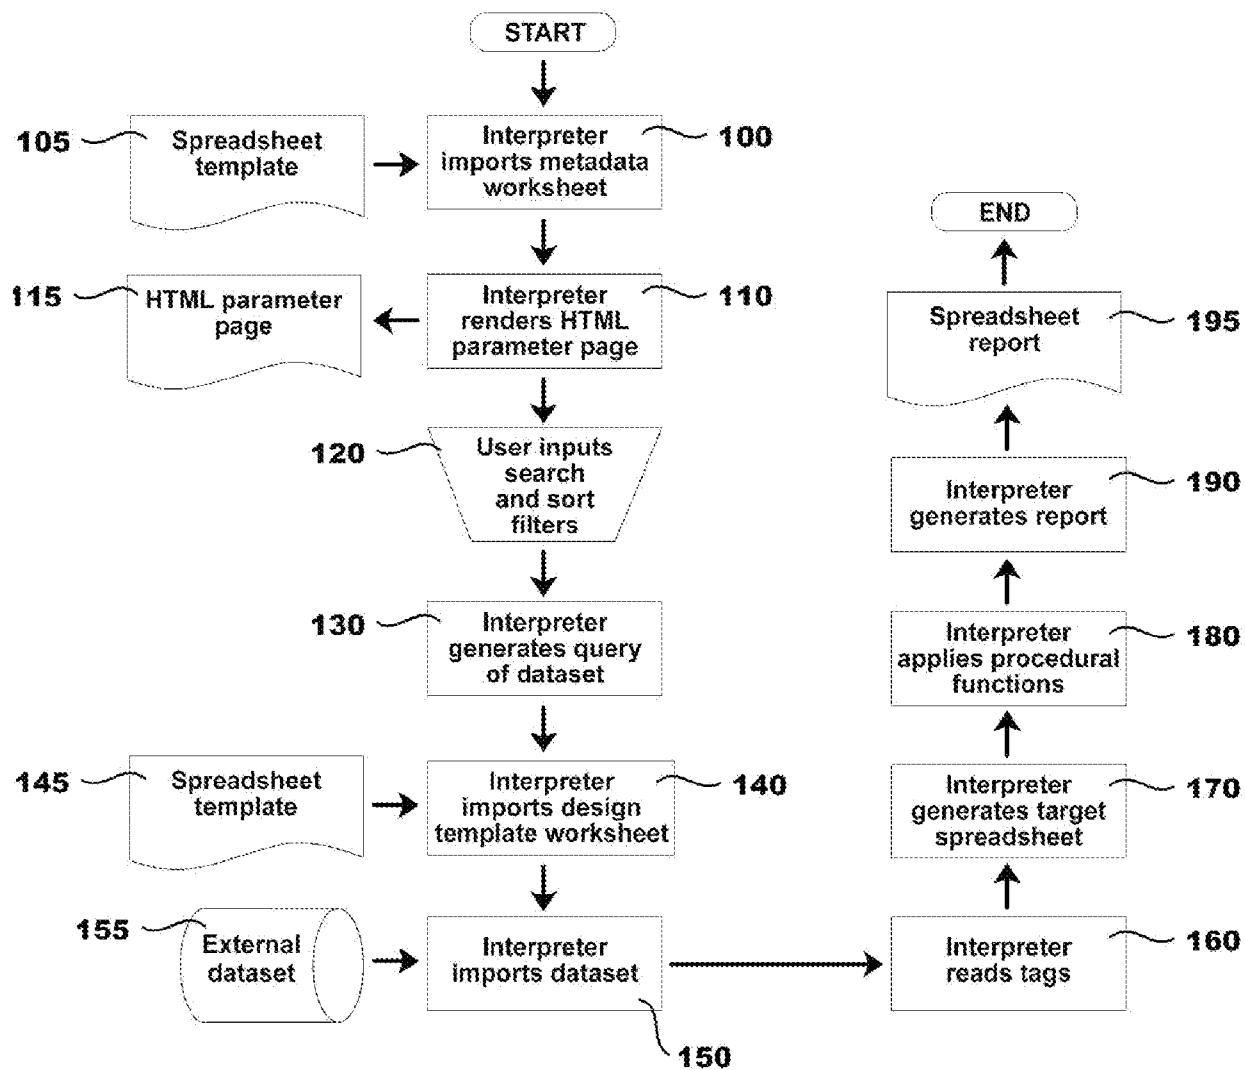 START
105
Spreadsheet
template
Interpreter
imports metadata
worksheet
100
115
HTML parameter
page
Interpreter
renders HTML
parameter page
110
120
User inputs
search
and sort
filters
130
Interpreter
generates query
of dataset
145
Spreadsheet
template
Interpreter
imports design
template worksheet
140
155
External
dataset
Interpreter
imports dataset
150
END
Spreadsheet
report
195
Interpreter
generates report
190
Interpreter
applies procedural
functions
180
Interpreter
generates target
spreadsheet
170
Interpreter
reads tags
160